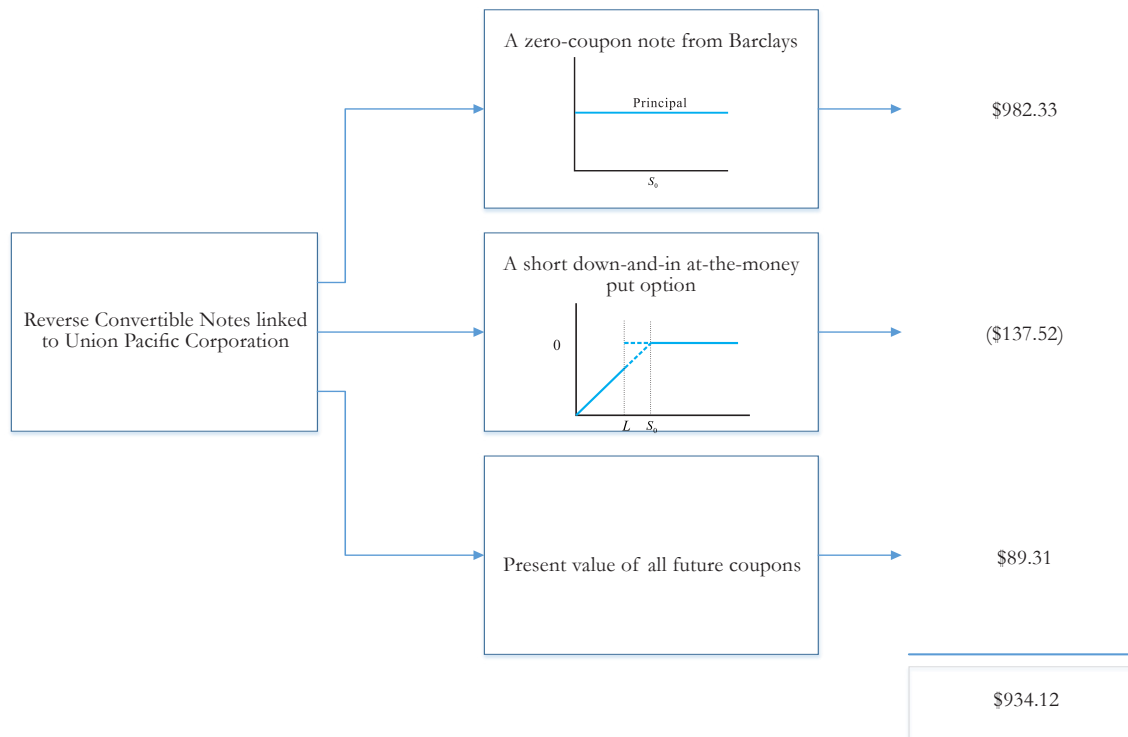 A zero-coupon note from Barclays
Principal
S₀
$982.33
Reverse Convertible Notes linked
to Union Pacific Corporation
A short down-and-in at-the-money
put option
0
L S₀
($137.52)
Present value of all future coupons
$89.31
$934.12